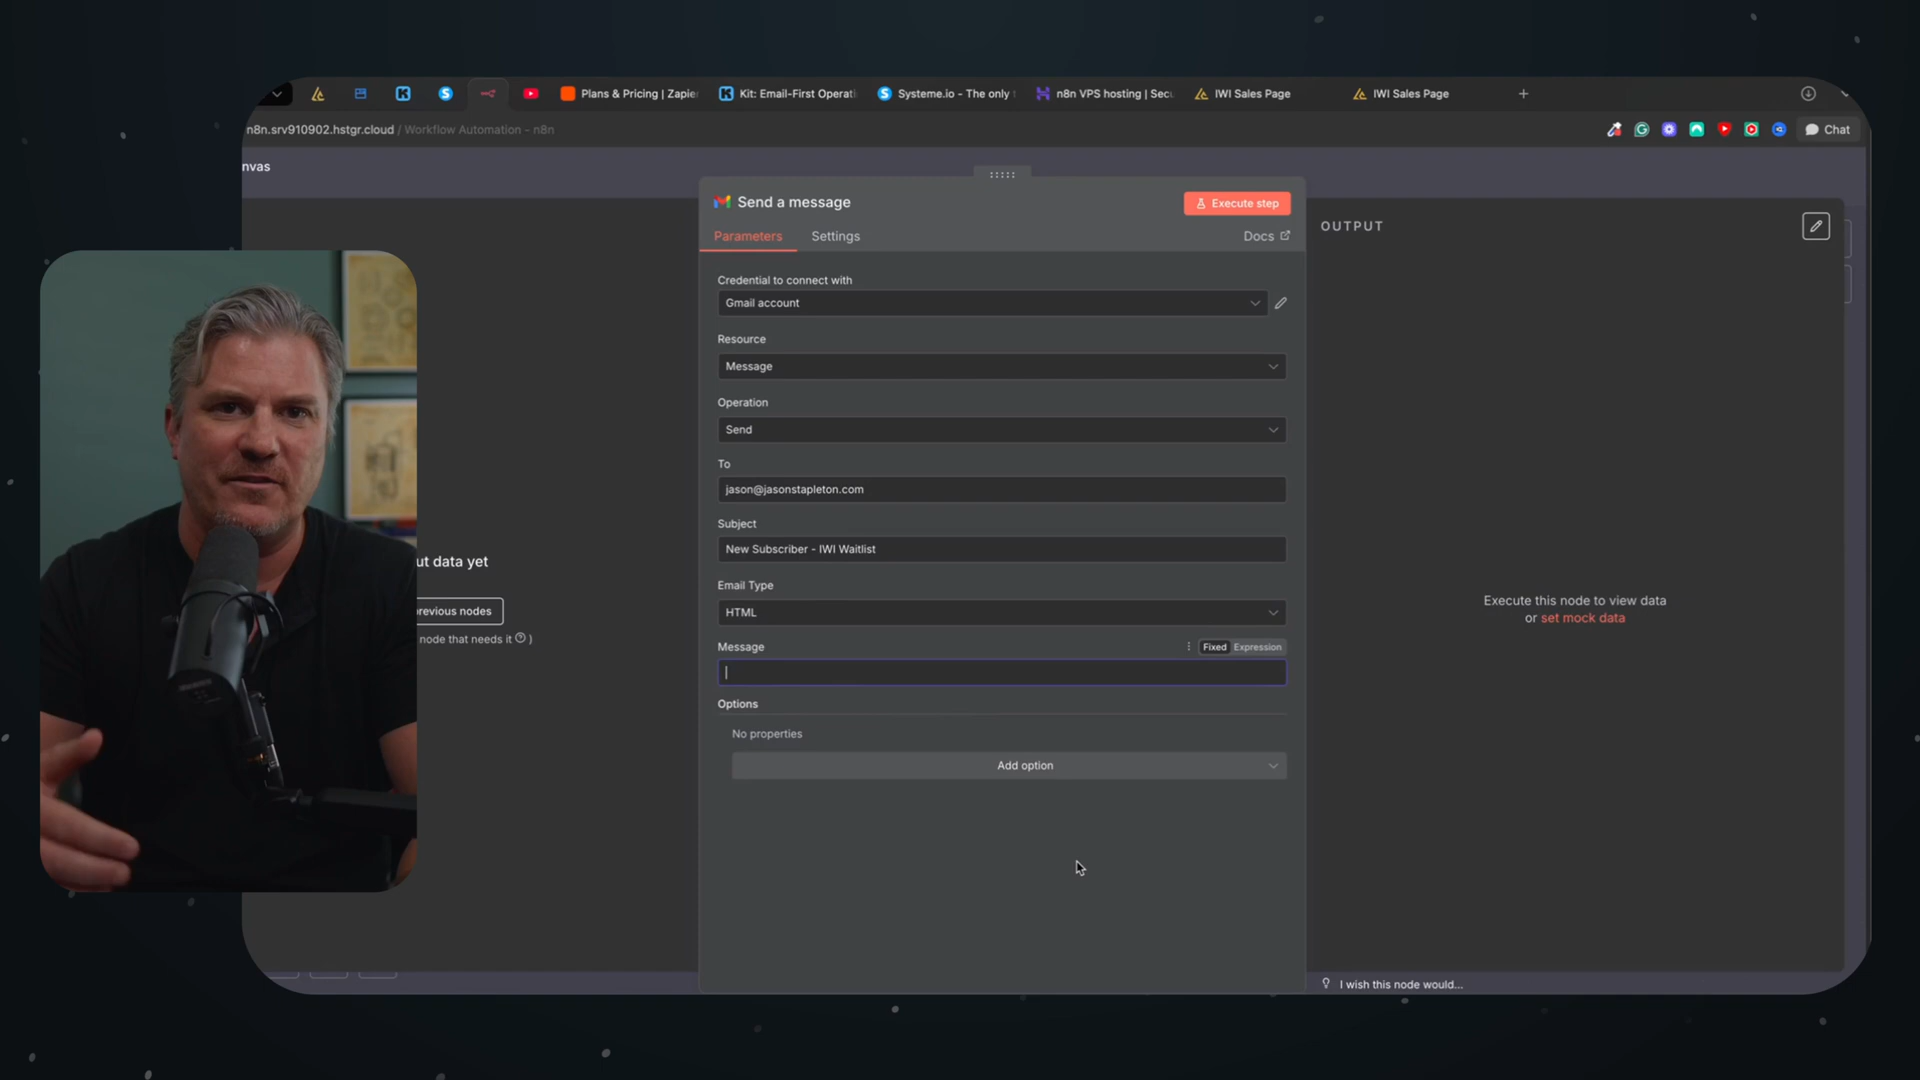 Plans & Pricing | Zapie
Kit: Email-First Operati
Systeme.io - The only
n8n VPS hosting | Sec
IWI Sales Page
IWI Sales Page
n8n.srv910902.hstgr.cloud / Workflow Automation - n8n
Chat
nvas
Send a message
Execute step
Parameters
Settings
Docs
OUTPUT
Credential to connect with
Gmail account
Resource
Message
Operation
Send
To
jason@jasonstapleton.com
Subject
New Subscriber - IWI Waitlist
ut data yet
Email Type
HTML
revious nodes
node that needs it ? )
Execute this node to view data
or set mock data
Message
Fixed Expression
Options
No properties
Add option
I wish this node would...